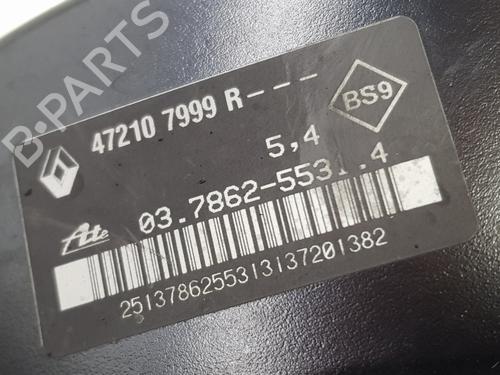 B-PARTS
47210 7999 R---
BS9
5,4
Ate
03.7862-5531.4
2513786255313137201382